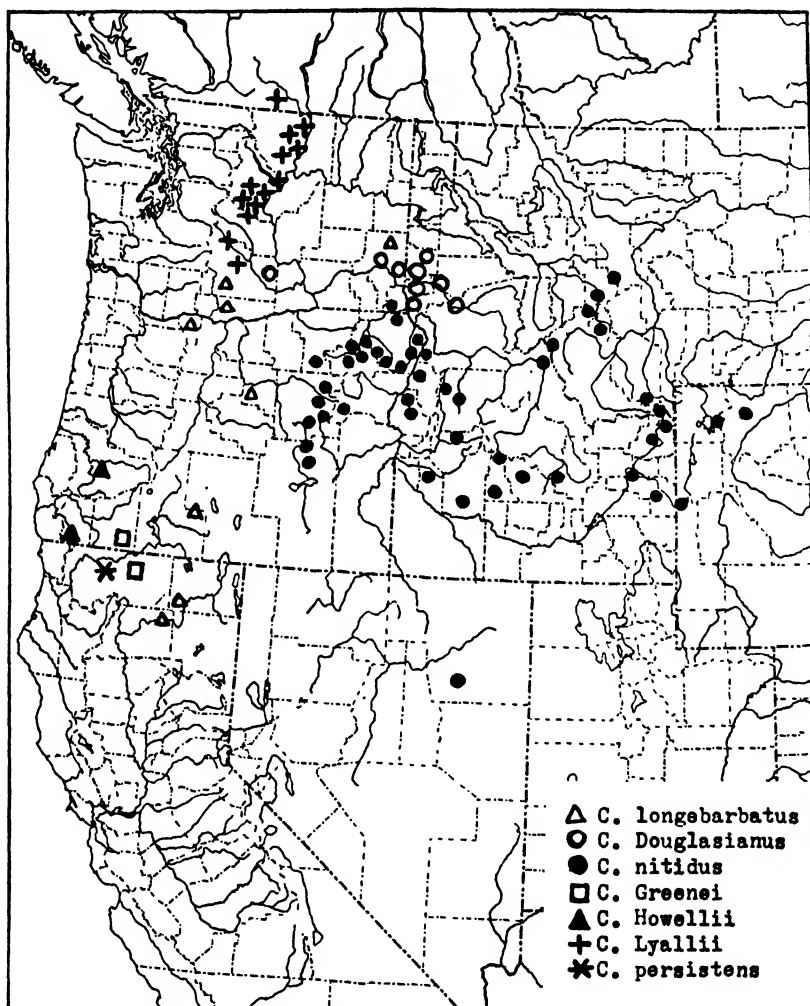 C. longebarbatus
C. Douglasianus
C. nitidus
C. Greenei
C. Howellii
C. Lyallii
C. persistens